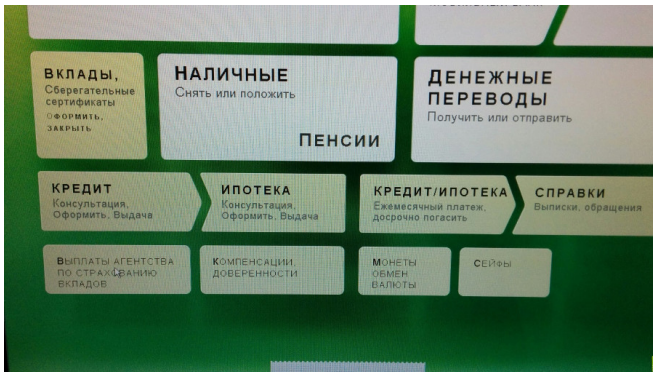 ВКЛАДЫ,
Сберегательные
сертификаты
ОФОРМИТЬ,
ЗАКРЫТЬ
НАЛИЧНЫЕ
Снять или положить
ПЕНСИИ
ДЕНЕЖНЫЕ
ПЕРЕВОДЫ
Получить или отправить
КРЕДИТ
Консультация,
Оформить, Выдача
ИПОТЕКА
Консультация,
Оформить, Выдача
КРЕДИТ/ИПОТЕКА
Ежемесячный платеж,
досрочно погасить
СПРАВКИ
Выписки, обращения
ВЫПЛАТЫ АГЕНТСТВА
ПО СТРАХОВАНИЮ
ВКЛАДОВ
КОМПЕНСАЦИИ,
ДОВЕРЕННОСТИ
МОНЕТЫ
ОБМЕН
ВАЛЮТЫ
СЕЙФЫ